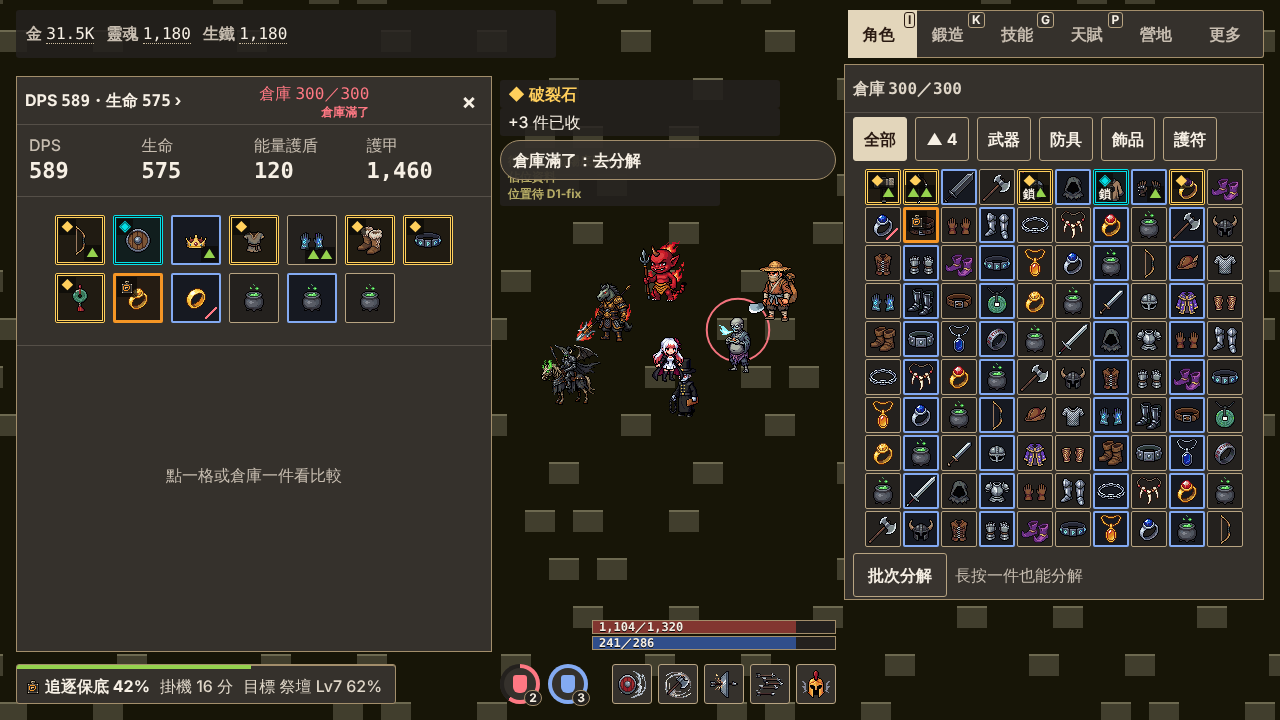 金 31.5K 靈魂 1,180 生鐵 1,180
角色 I
鍛造 K
技能 G
天賦 P
營地
更多
DPS 589・生命 575 ›
倉庫 300／300
倉庫滿了
×
DPS
589
生命
575
能量護盾
120
護甲
1,460
點一格或倉庫一件看比較
破裂石
+3 件已收
倉庫滿了：去分解
位置待 D1-fix
倉庫 300／300
全部
▲ 4
武器
防具
飾品
護符
鎖
鎖
批次分解
長按一件也能分解
1,104／1,320
241／286
追逐保底 42% 掛機 16 分 目標 祭壇 Lv7 62%
2
3